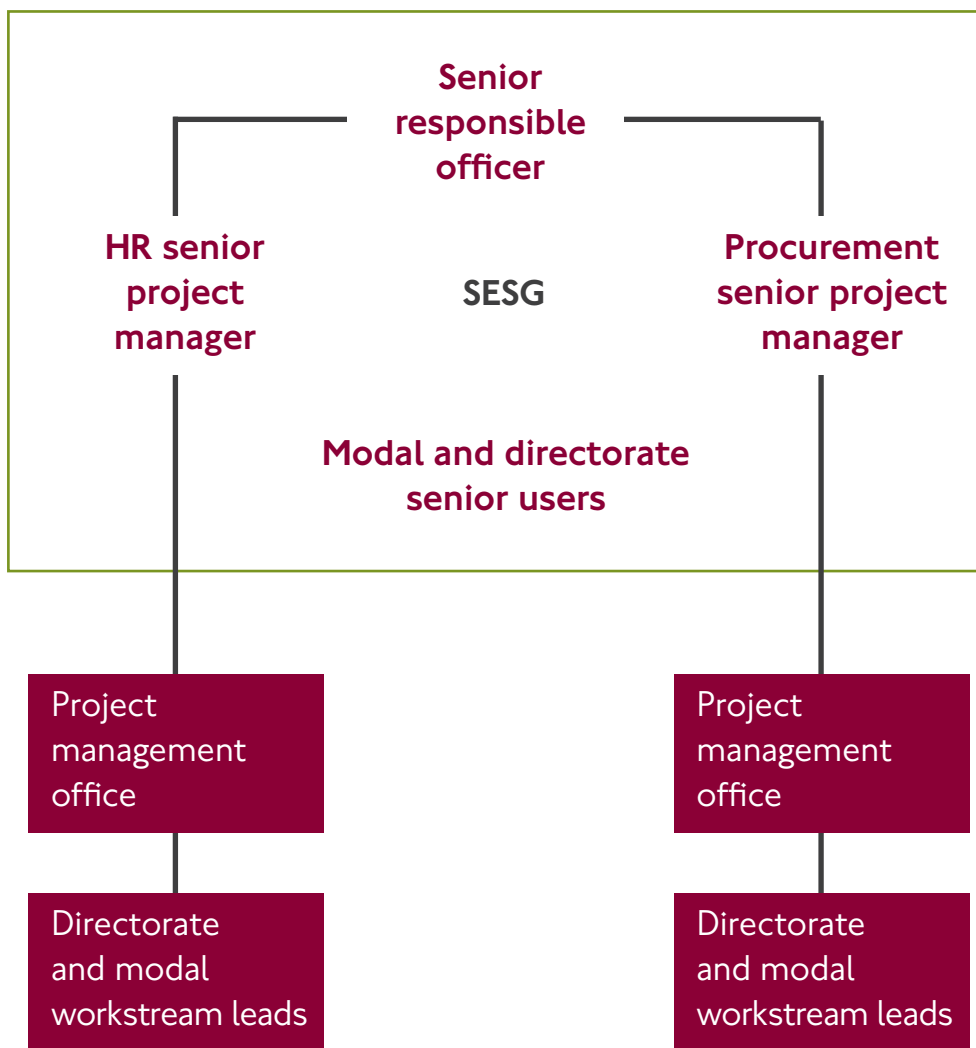 Senior
responsible
officer
HR senior
project
manager
SESG
Procurement
senior project
manager
Modal and directorate
senior users
Project
management
office
Project
management
office
Directorate
and modal
workstream leads
Directorate
and modal
workstream leads